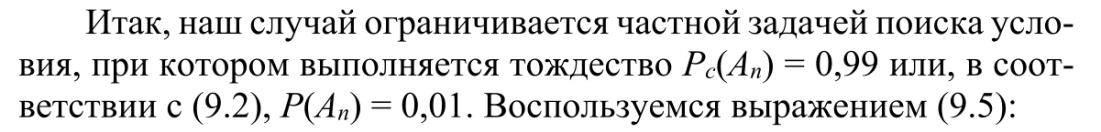 Итак, наш случай ограничивается частной задачей поиска усло-
вия, при котором выполняется тождество Pc(An) = 0,99 или, в соот-
ветствии с (9.2), P(An) = 0,01. Воспользуемся выражением (9.5):